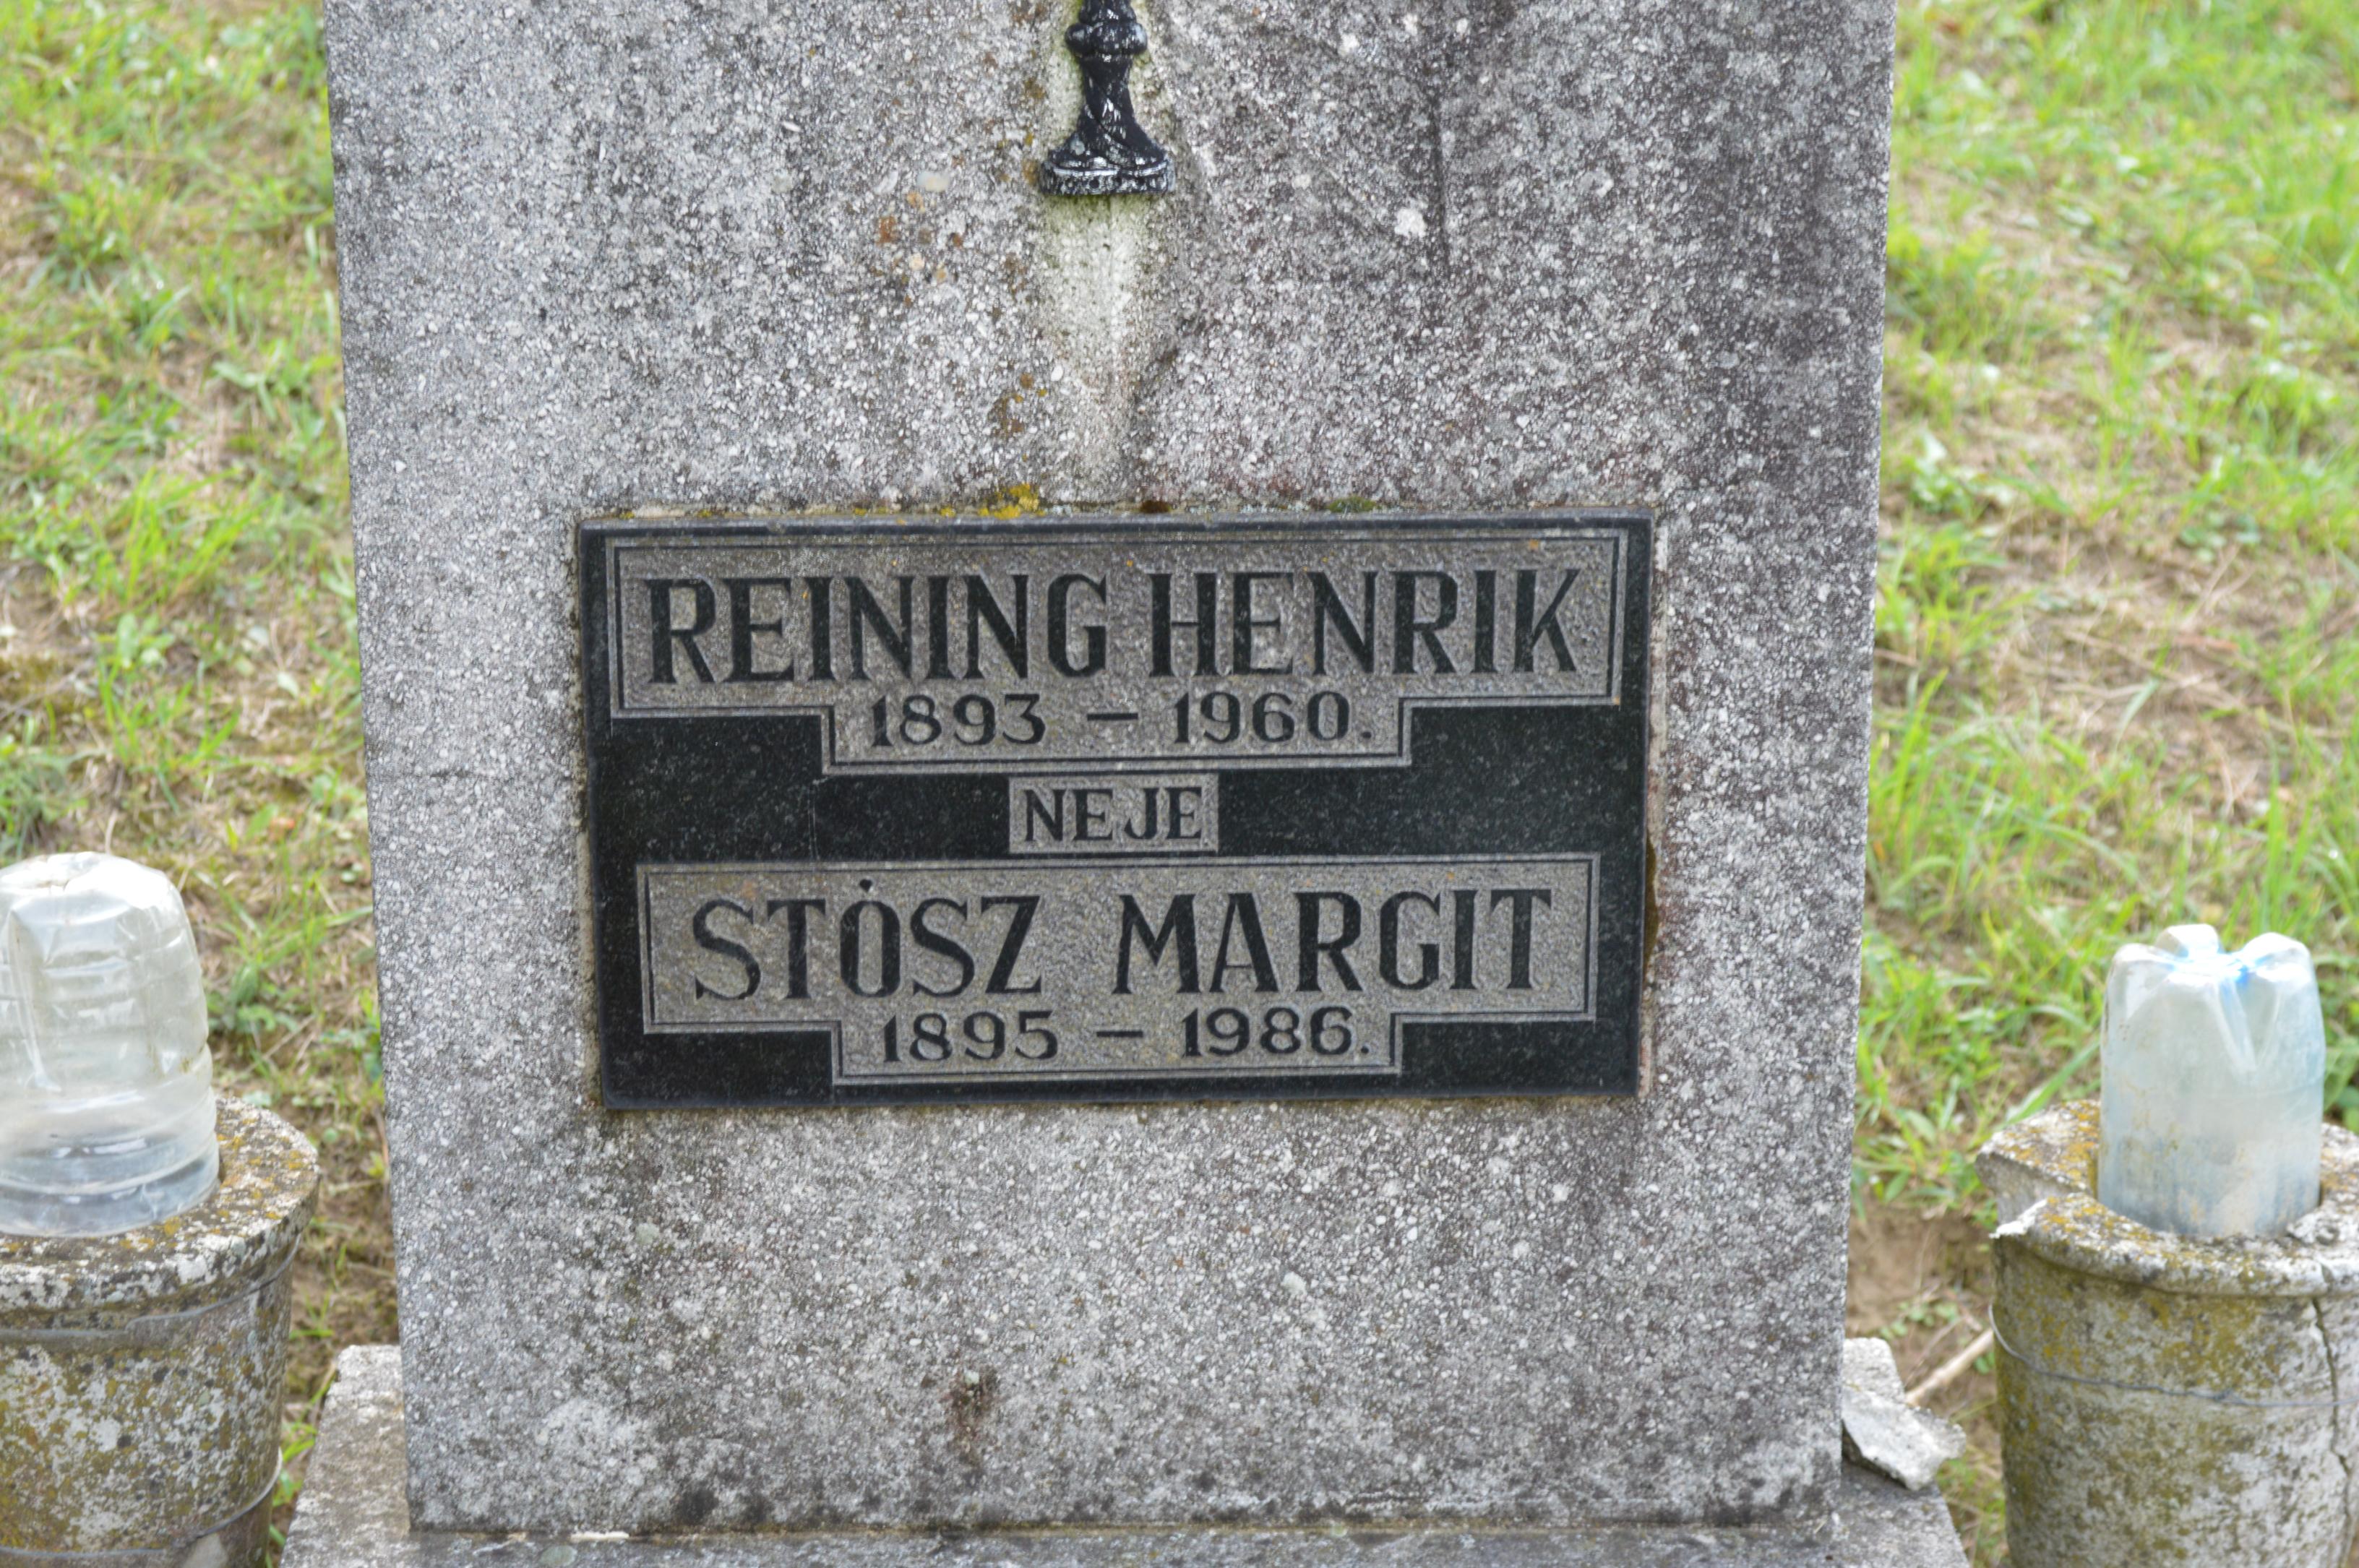 REINING HENRIK
1893 – 1960.
NEJE
STÓSZ MARGIT
1895 – 1986.